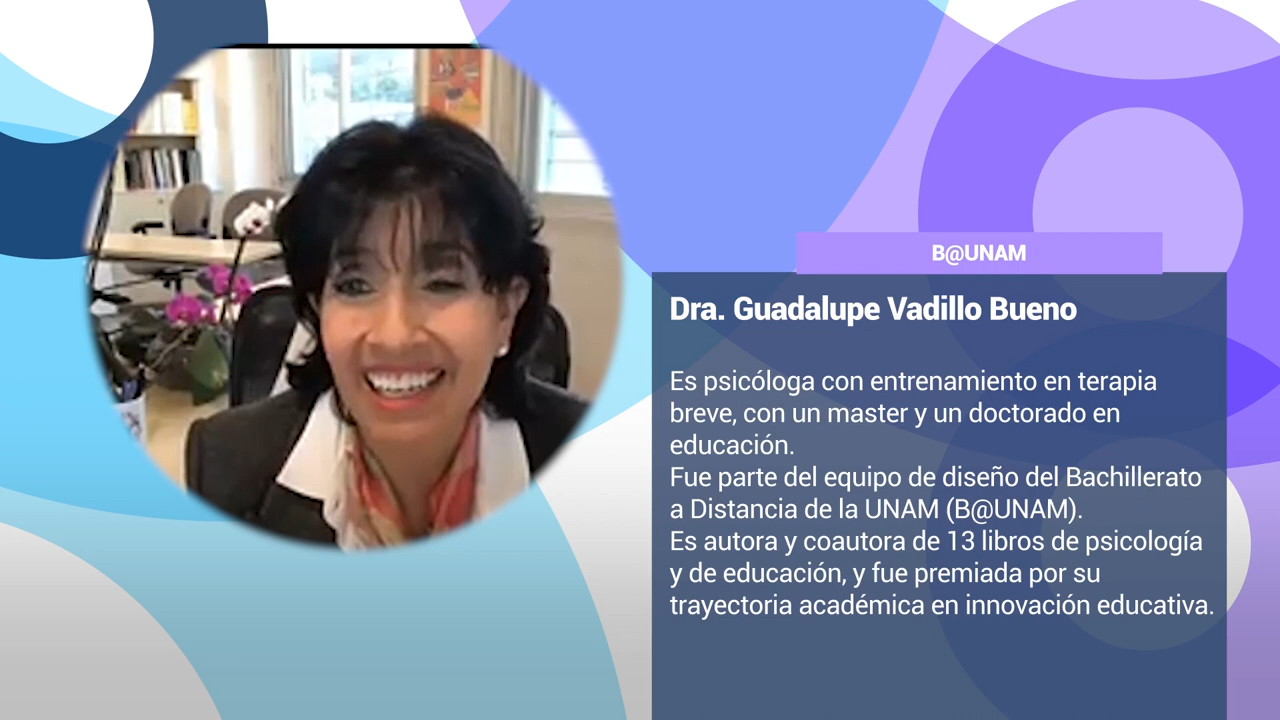 B@UNAM
Dra. Guadalupe Vadillo Bueno
Es psicóloga con entrenamiento en terapia
breve, con un master y un doctorado en
educación.
Fue parte del equipo de diseño del Bachillerato
a Distancia de la UNAM (B@UNAM).
Es autora y coautora de 13 libros de psicología
y de educación, y fue premiada por su
trayectoria académica en innovación educativa.